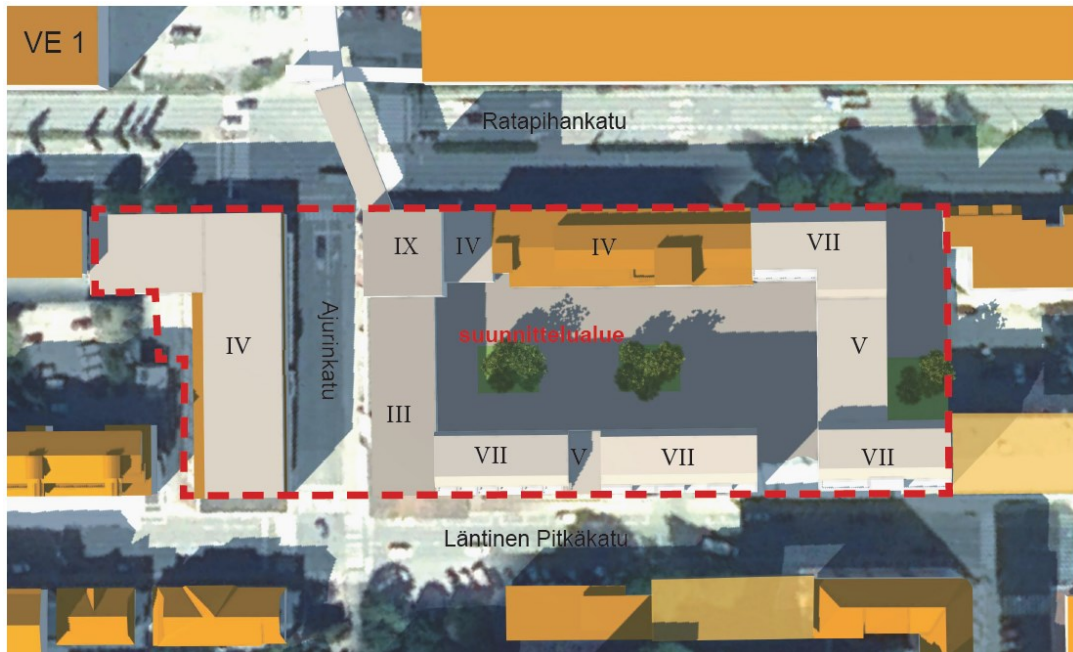 VE 1
Ratapihankatu
IX
IV
IV
VII
Ajurinkatu
suunnittelualue
IV
V
III
VII
V
VII
VII
Läntinen Pitkäkatu